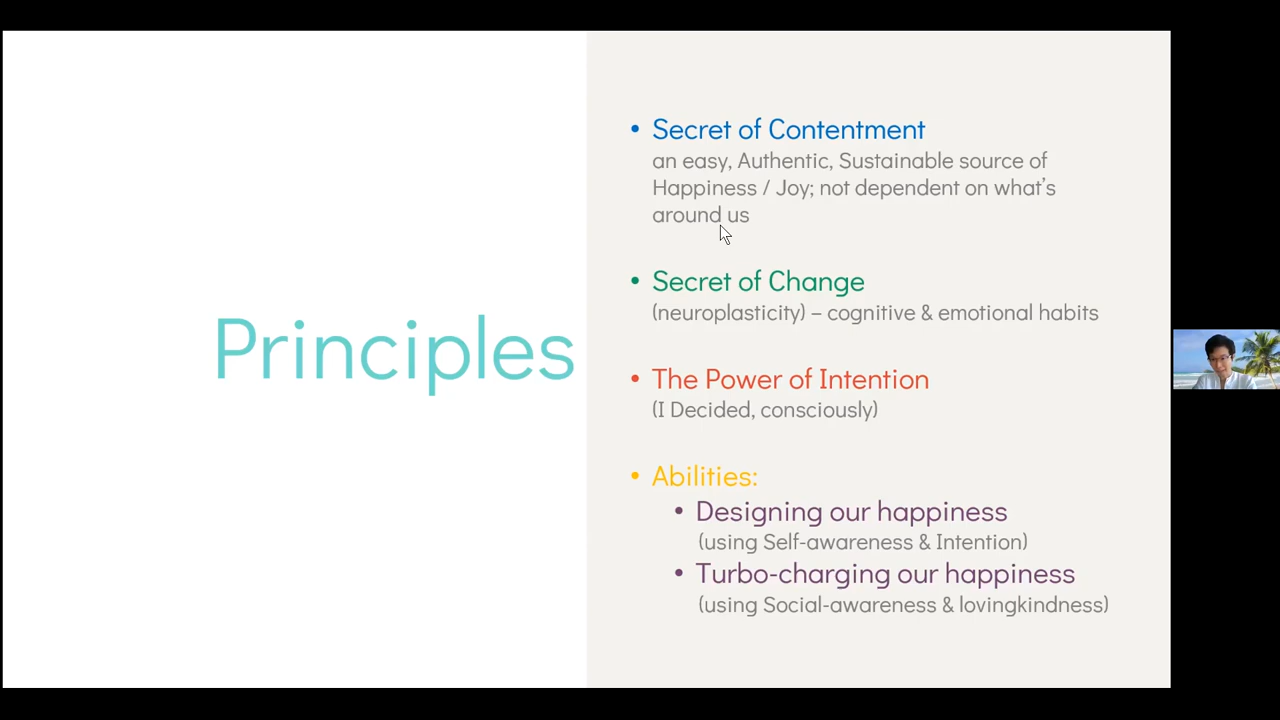 Principles
• Secret of Contentment
an easy, Authentic, Sustainable source of
Happiness / Joy; not dependent on what's
around us
• Secret of Change
(neuroplasticity) – cognitive & emotional habits
• The Power of Intention
(I Decided, consciously)
• Abilities:
• Designing our happiness
(using Self-awareness & Intention)
• Turbo-charging our happiness
(using Social-awareness & lovingkindness)